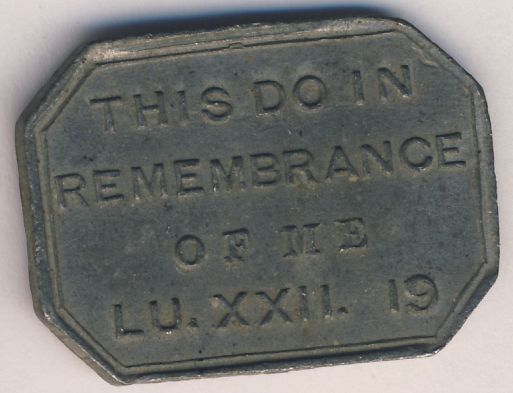 THIS DO IN
REMEMBRANCE
OF ME
LU. XXII. 19